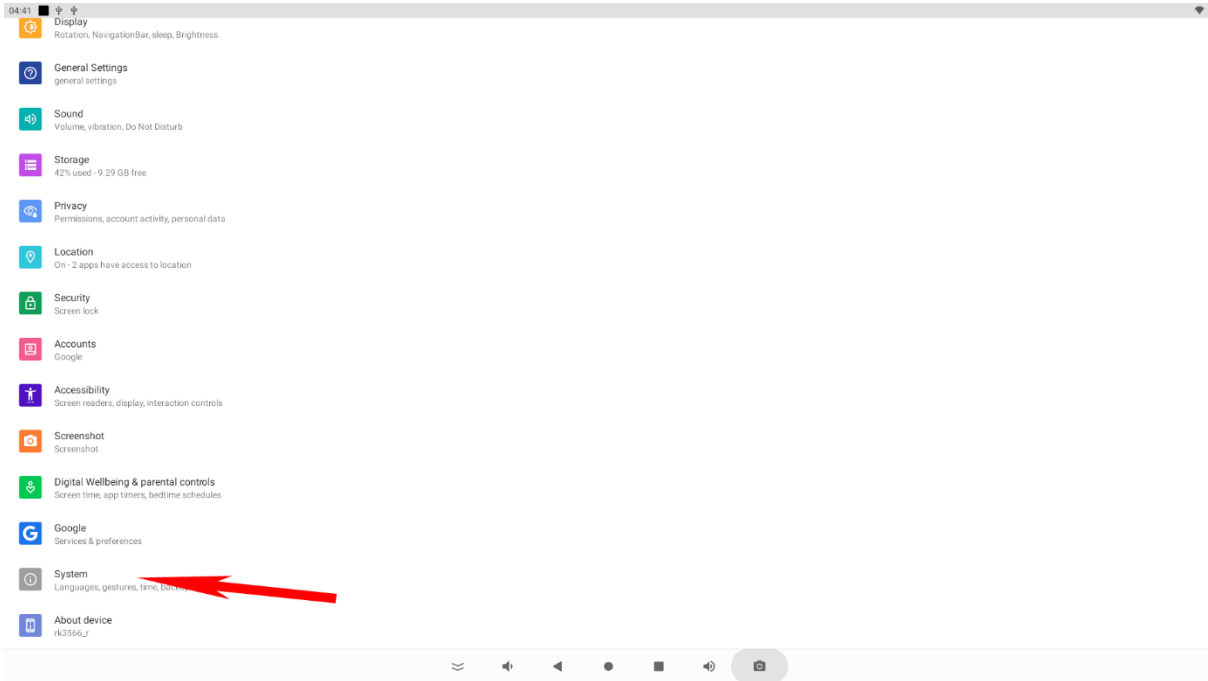 04:41
Display
Rotation, NavigationBar, sleep, Brightness
General Settings
general settings
Sound
Volume, vibration, Do Not Disturb
Storage
42% used - 9.29 GB free
Privacy
Permissions, account activity, personal data
Location
On - 2 apps have access to location
Security
Screen lock
Accounts
Google
Accessibility
Screen readers, display, interaction controls
Screenshot
Screenshot
Digital Wellbeing & parental controls
Screen time, app timers, bedtime schedules
Google
Services & preferences
System
Languages, gestures, time,
About device
rk3566_r